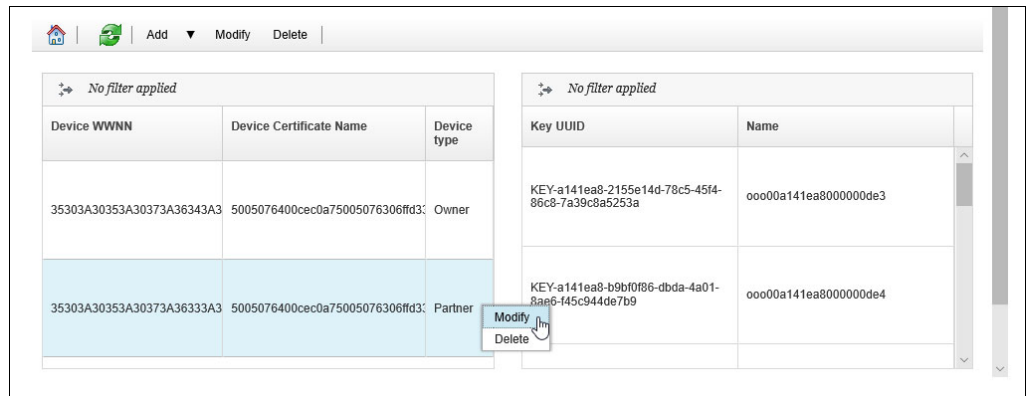 Add ▼ Modify Delete
No filter applied
No filter applied
Device WWNN Device Certificate Name Device type
Key UUID Name
35303A30353A30373A36343A3 5005076400cec0a75005076306ffd33 Owner
KEY-a141ea8-2155e14d-78c5-45f4-
86c8-7a39c8a5253a
ooo00a141ea8000000de3
35303A30353A30373A36333A3 5005076400cec0a75005076306ffd33 Partner
Modify
Delete
KEY-a141ea8-b9bf0f86-dbda-4a01-
8ae6-f45c944de7b9
ooo00a141ea8000000de4